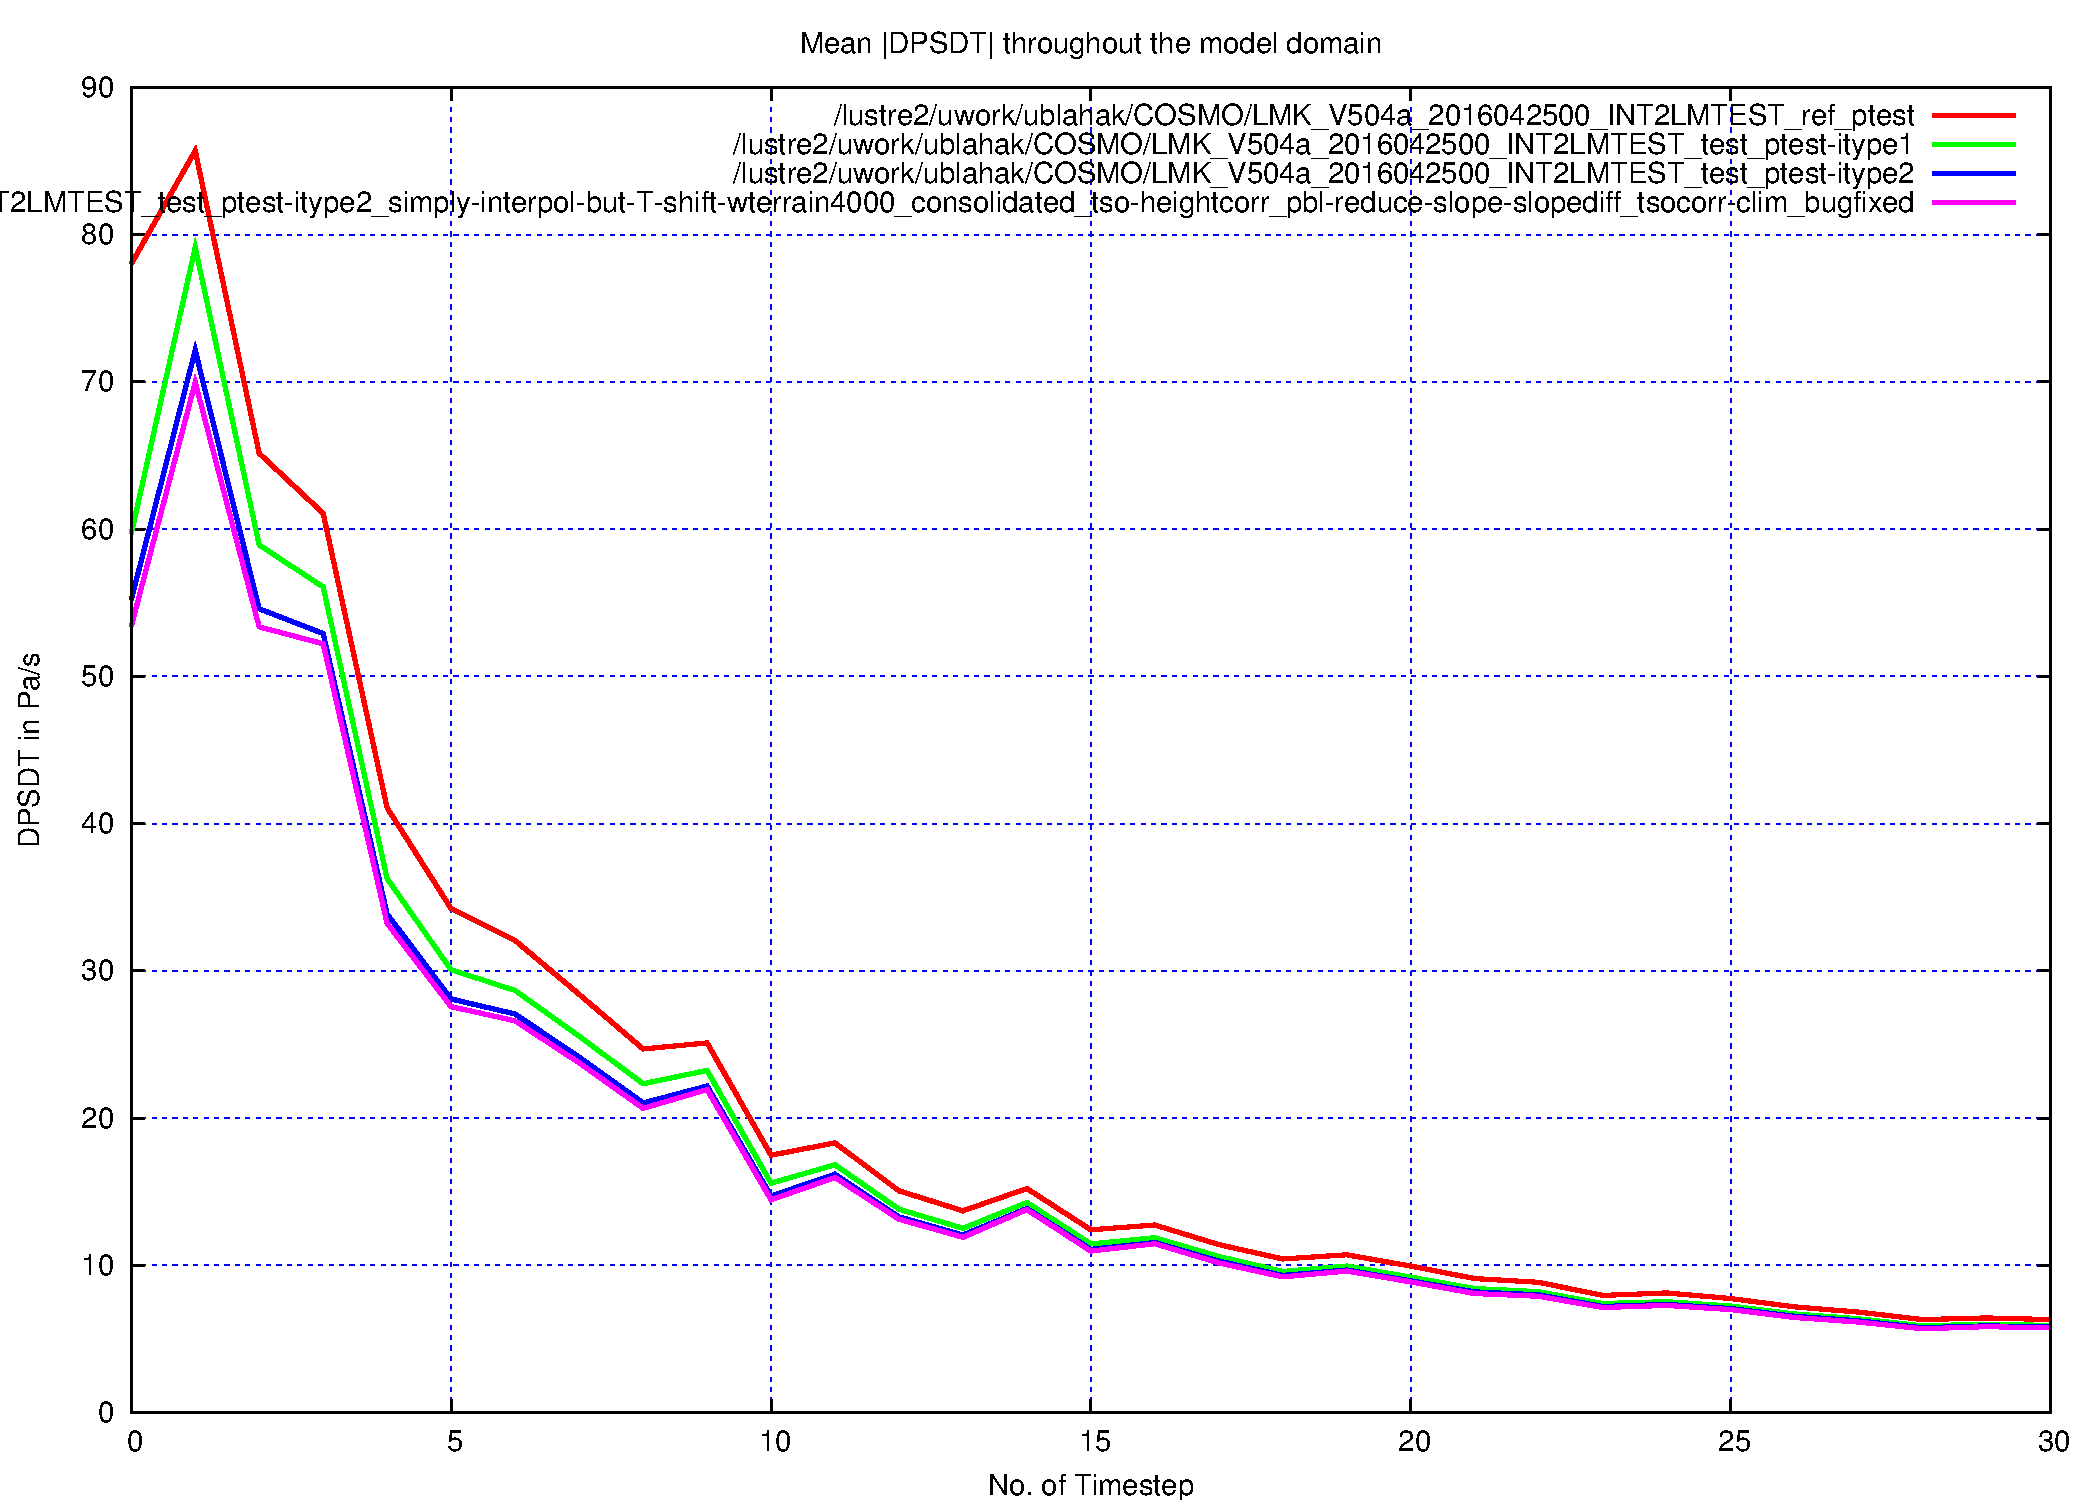 Mean |DPSDT| throughout the model domain
90
/lustre2/uwork/ublahak/COSMO/LMK_V504a_2016042500_INT2LMTEST_ref_ptest
/lustre2/uwork/ublahak/COSMO/LMK_V504a_2016042500_INT2LMTEST_test_ptest-itype1
/lustre2/uwork/ublahak/COSMO/LMK_V504a_2016042500_INT2LMTEST_test_ptest-itype2
T2LMTEST_test_ptest-itype2_simply-interpol-but-T-shift-wterrain4000_consolidated_tso-heightcorr_pbl-reduce-slope-slopediff_tsocorr-clim_bugfixed
80
70
60
50
40
30
20
10
0
DPSDT in Pa/s
0 5 10 15 20 25 30
No. of Timestep